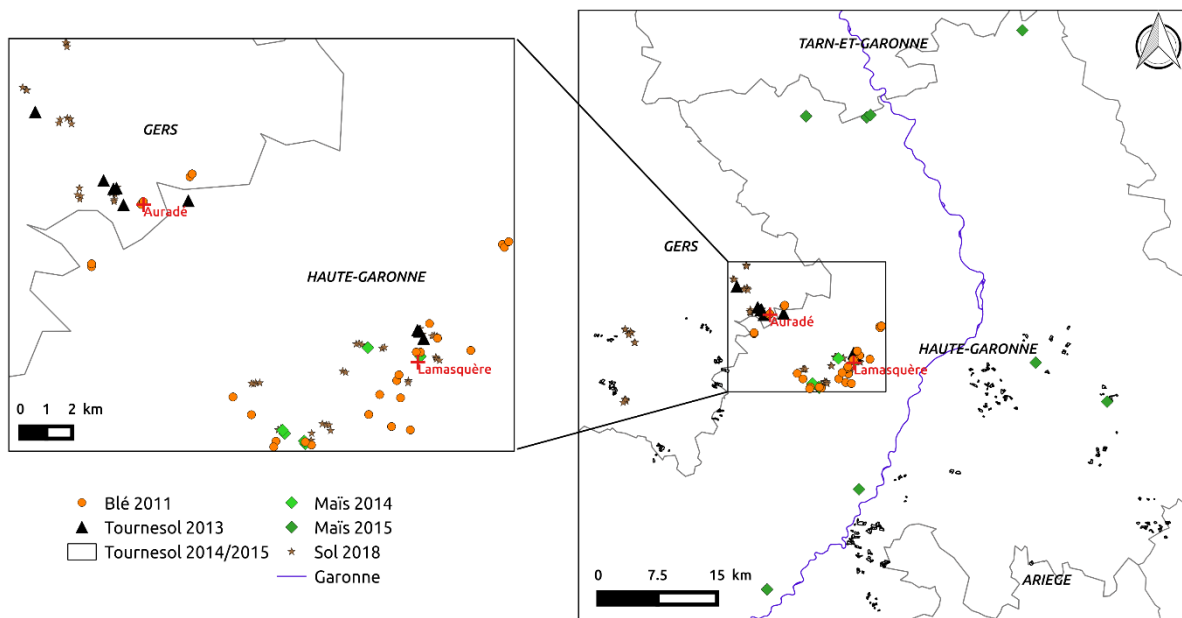 GERS
Auradé
HAUTE-GARONNE
Lamasquère
0 1 2 km
Blé 2011
Tournesol 2013
Tournesol 2014/2015
Maïs 2014
Maïs 2015
Sol 2018
Garonne
TARN-ET-GARONNE
GERS
Auradé
HAUTE-GARONNE
Lamasquère
ARIEGE
0 7.5 15 km